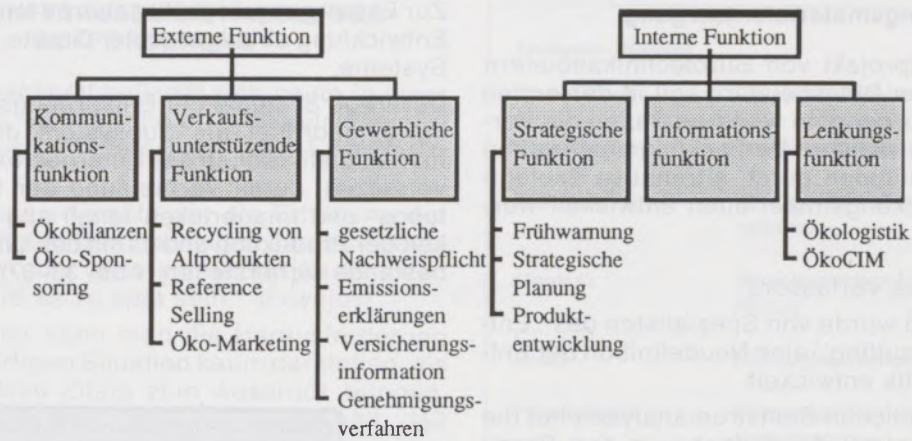 Externe Funktion
Kommuni-
kations-
funktion
Ökobilanzen
Öko-Spon-
soring
Verkaufs-
unterstüzende
Funktion
Recycling von
Altprodukten
Reference
Selling
Öko-Marketing
Gewerbliche
Funktion
gesetzliche
Nachweispflicht
Emissions-
erklärungen
Versicherungs-
information
Genehmigungs-
verfahren
Interne Funktion
Strategische
Funktion
Frühwarnung
Strategische
Planung
Produkt-
entwicklung
Informations-
funktion
Lenkungs-
funktion
Ökologistik
ÖkoCIM